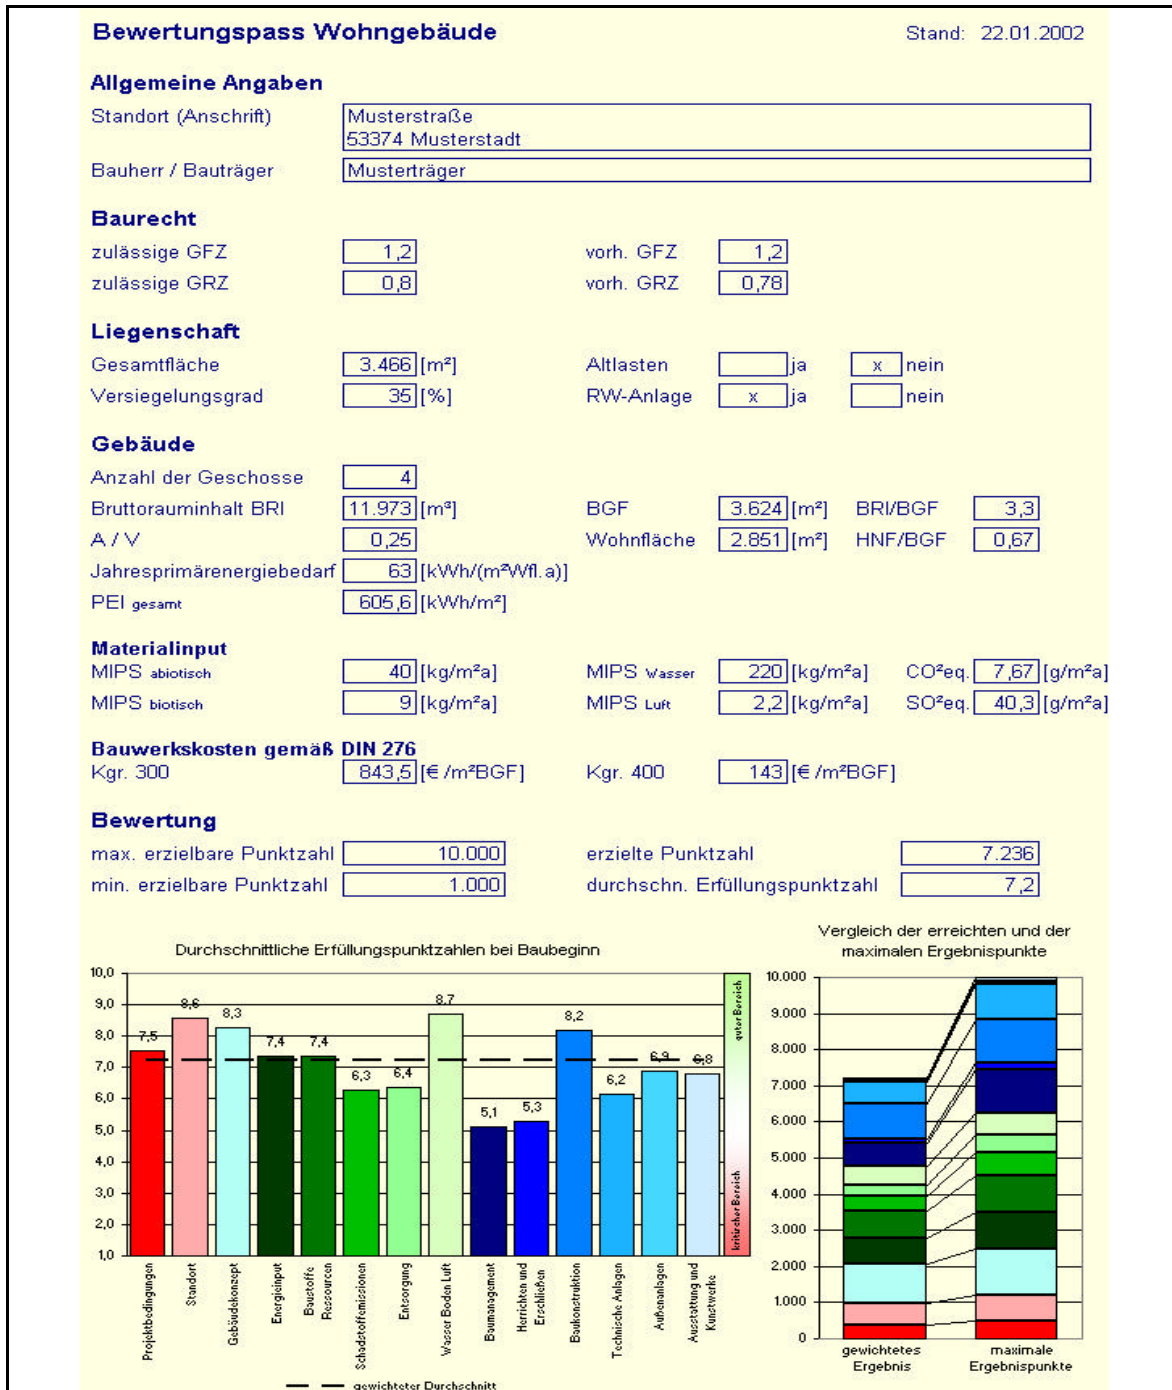 Bewertungspass Wohngebäude Stand: 22.01.2002
Allgemeine Angaben
Standort (Anschrift) Musterstraße
53374 Musterstadt
Bauherr / Bauträger Musterträger
Baurecht
zulässige GFZ 1,2 vorh. GFZ 1,2
zulässige GRZ 0,8 vorh. GRZ 0,78
Liegenschaft
Gesamtfläche 3.466 [m²] Altlasten ja x nein
Versiegelungsgrad 35 [%] RW-Anlage x ja nein
Gebäude
Anzahl der Geschosse 4
Bruttorauminhalt BRI 11.973 [m³] BGF 3.624 [m²] BRI/BGF 3,3
A / V 0,25 Wohnfläche 2.851 [m²] HNF/BGF 0,67
Jahresprimärenergiebedarf 63 [kWh/(m²Wfl.a)]
PEI gesamt 605,6 [kWh/m²]
Materialinput
MIPS abiotisch 40 [kg/m²a] MIPS Wasser 220 [kg/m²a] CO²eq. 7,67 [g/m²a]
MIPS biotisch 9 [kg/m²a] MIPS Luft 2,2 [kg/m²a] SO²eq. 40,3 [g/m²a]
Bauwerkskosten gemäß DIN 276
Kgr. 300 843,5 [€/m²BGF] Kgr. 400 143 [€/m²BGF]
Bewertung
max. erzielbare Punktzahl 10.000 erzielte Punktzahl 7.236
min. erzielbare Punktzahl 1.000 durchschn. Erfüllungspunktzahl 7,2
Durchschnittliche Erfüllungspunktzahlen bei Baubeginn
10,0
9,0
8,0
7,0
6,0
5,0
4,0
3,0
2,0
1,0
7,5
8,6
8,3
7,4
7,4
6,3
6,4
8,7
5,1
5,3
8,2
6,2
6,9
6,8
guter Bereich
kritischer Bereich
Projektbedingungen
Standort
Gebäudekonzept
Energieinput
Baustoffe
Ressourcen
Schadstoffemissionen
Entsorgung
Wasser Boden Luft
Baumanagement
Herrichten und
Erschließen
Baukonstruktion
Technische Anlagen
Außenanlagen
Ausstattung und
Kunstwerke
gewichteter Durchschnitt
Vergleich der erreichten und der
maximalen Ergebnispunkte
10.000
9.000
8.000
7.000
6.000
5.000
4.000
3.000
2.000
1.000
0
gewichtetes
Ergebnis
maximale
Ergebnispunkte